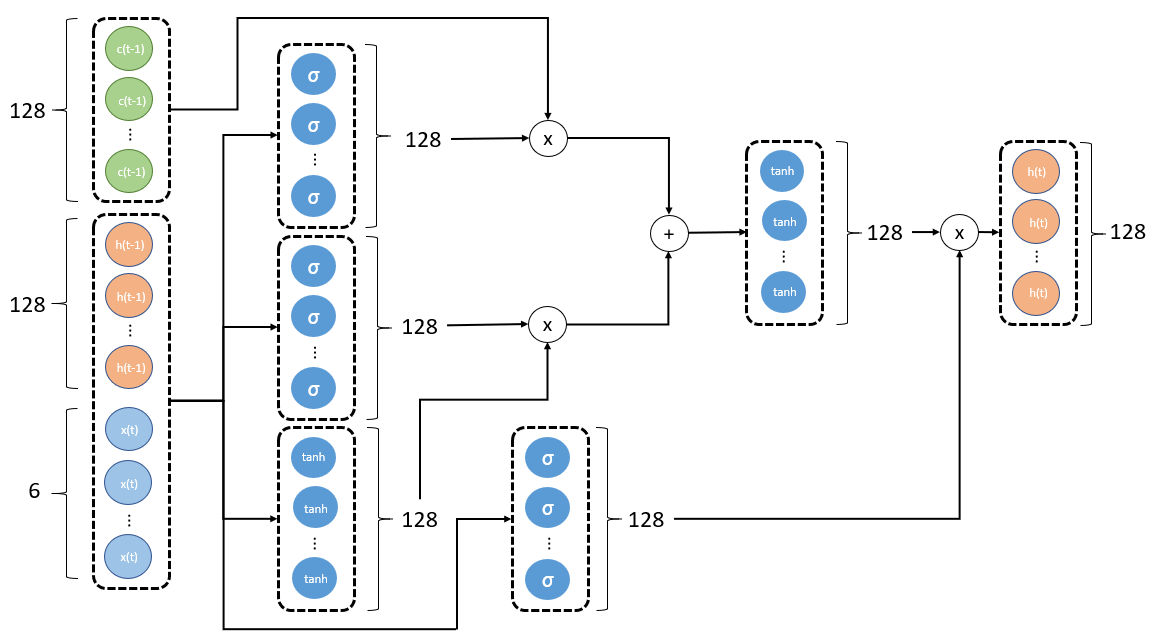 128
c(t-1)
c(t-1)
⋮
c(t-1)
128
h(t-1)
h(t-1)
⋮
h(t-1)
6
x(t)
x(t)
⋮
x(t)
σ
σ
⋮
σ
128
x
σ
σ
⋮
σ
128
x
tanh
tanh
⋮
tanh
128
σ
σ
⋮
σ
128
+
tanh
tanh
⋮
tanh
128
x
h(t)
h(t)
⋮
h(t)
128